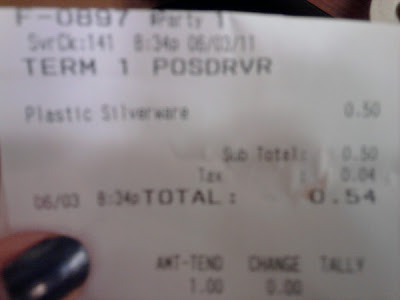 F-0897 #Party 1
SvrCk:141 8:34p 06/03/11
TERM 1 POSDRVR
Plastic Silverware 0.50
Sub Total: 0.50
Tax : 0.04
06/03 8:34p TOTAL: 0.54
AMT-TEND CHANGE TALLY
1.00 0.00